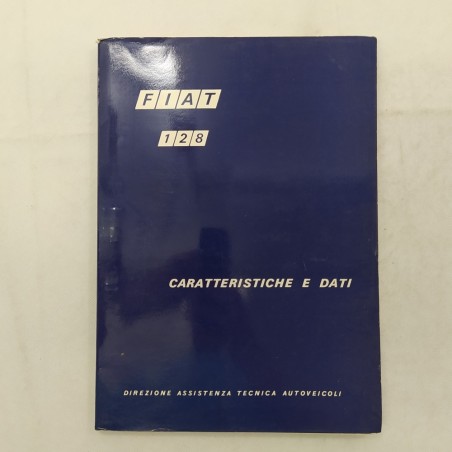 FIAT
128
CARATTERISTICHE E DATI
DIREZIONE ASSISTENZA TECNICA AUTOVEICOLI